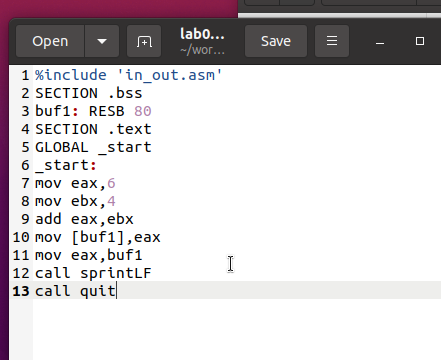 Open
lab0...
~/wor...
Save
1 %include 'in_out.asm'
2 SECTION .bss
3 buf1: RESB 80
4 SECTION .text
5 GLOBAL _start
6 _start:
7 mov eax,6
8 mov ebx,4
9 add eax,ebx
10 mov [buf1],eax
11 mov eax,buf1
12 call sprintLF
13 call quit